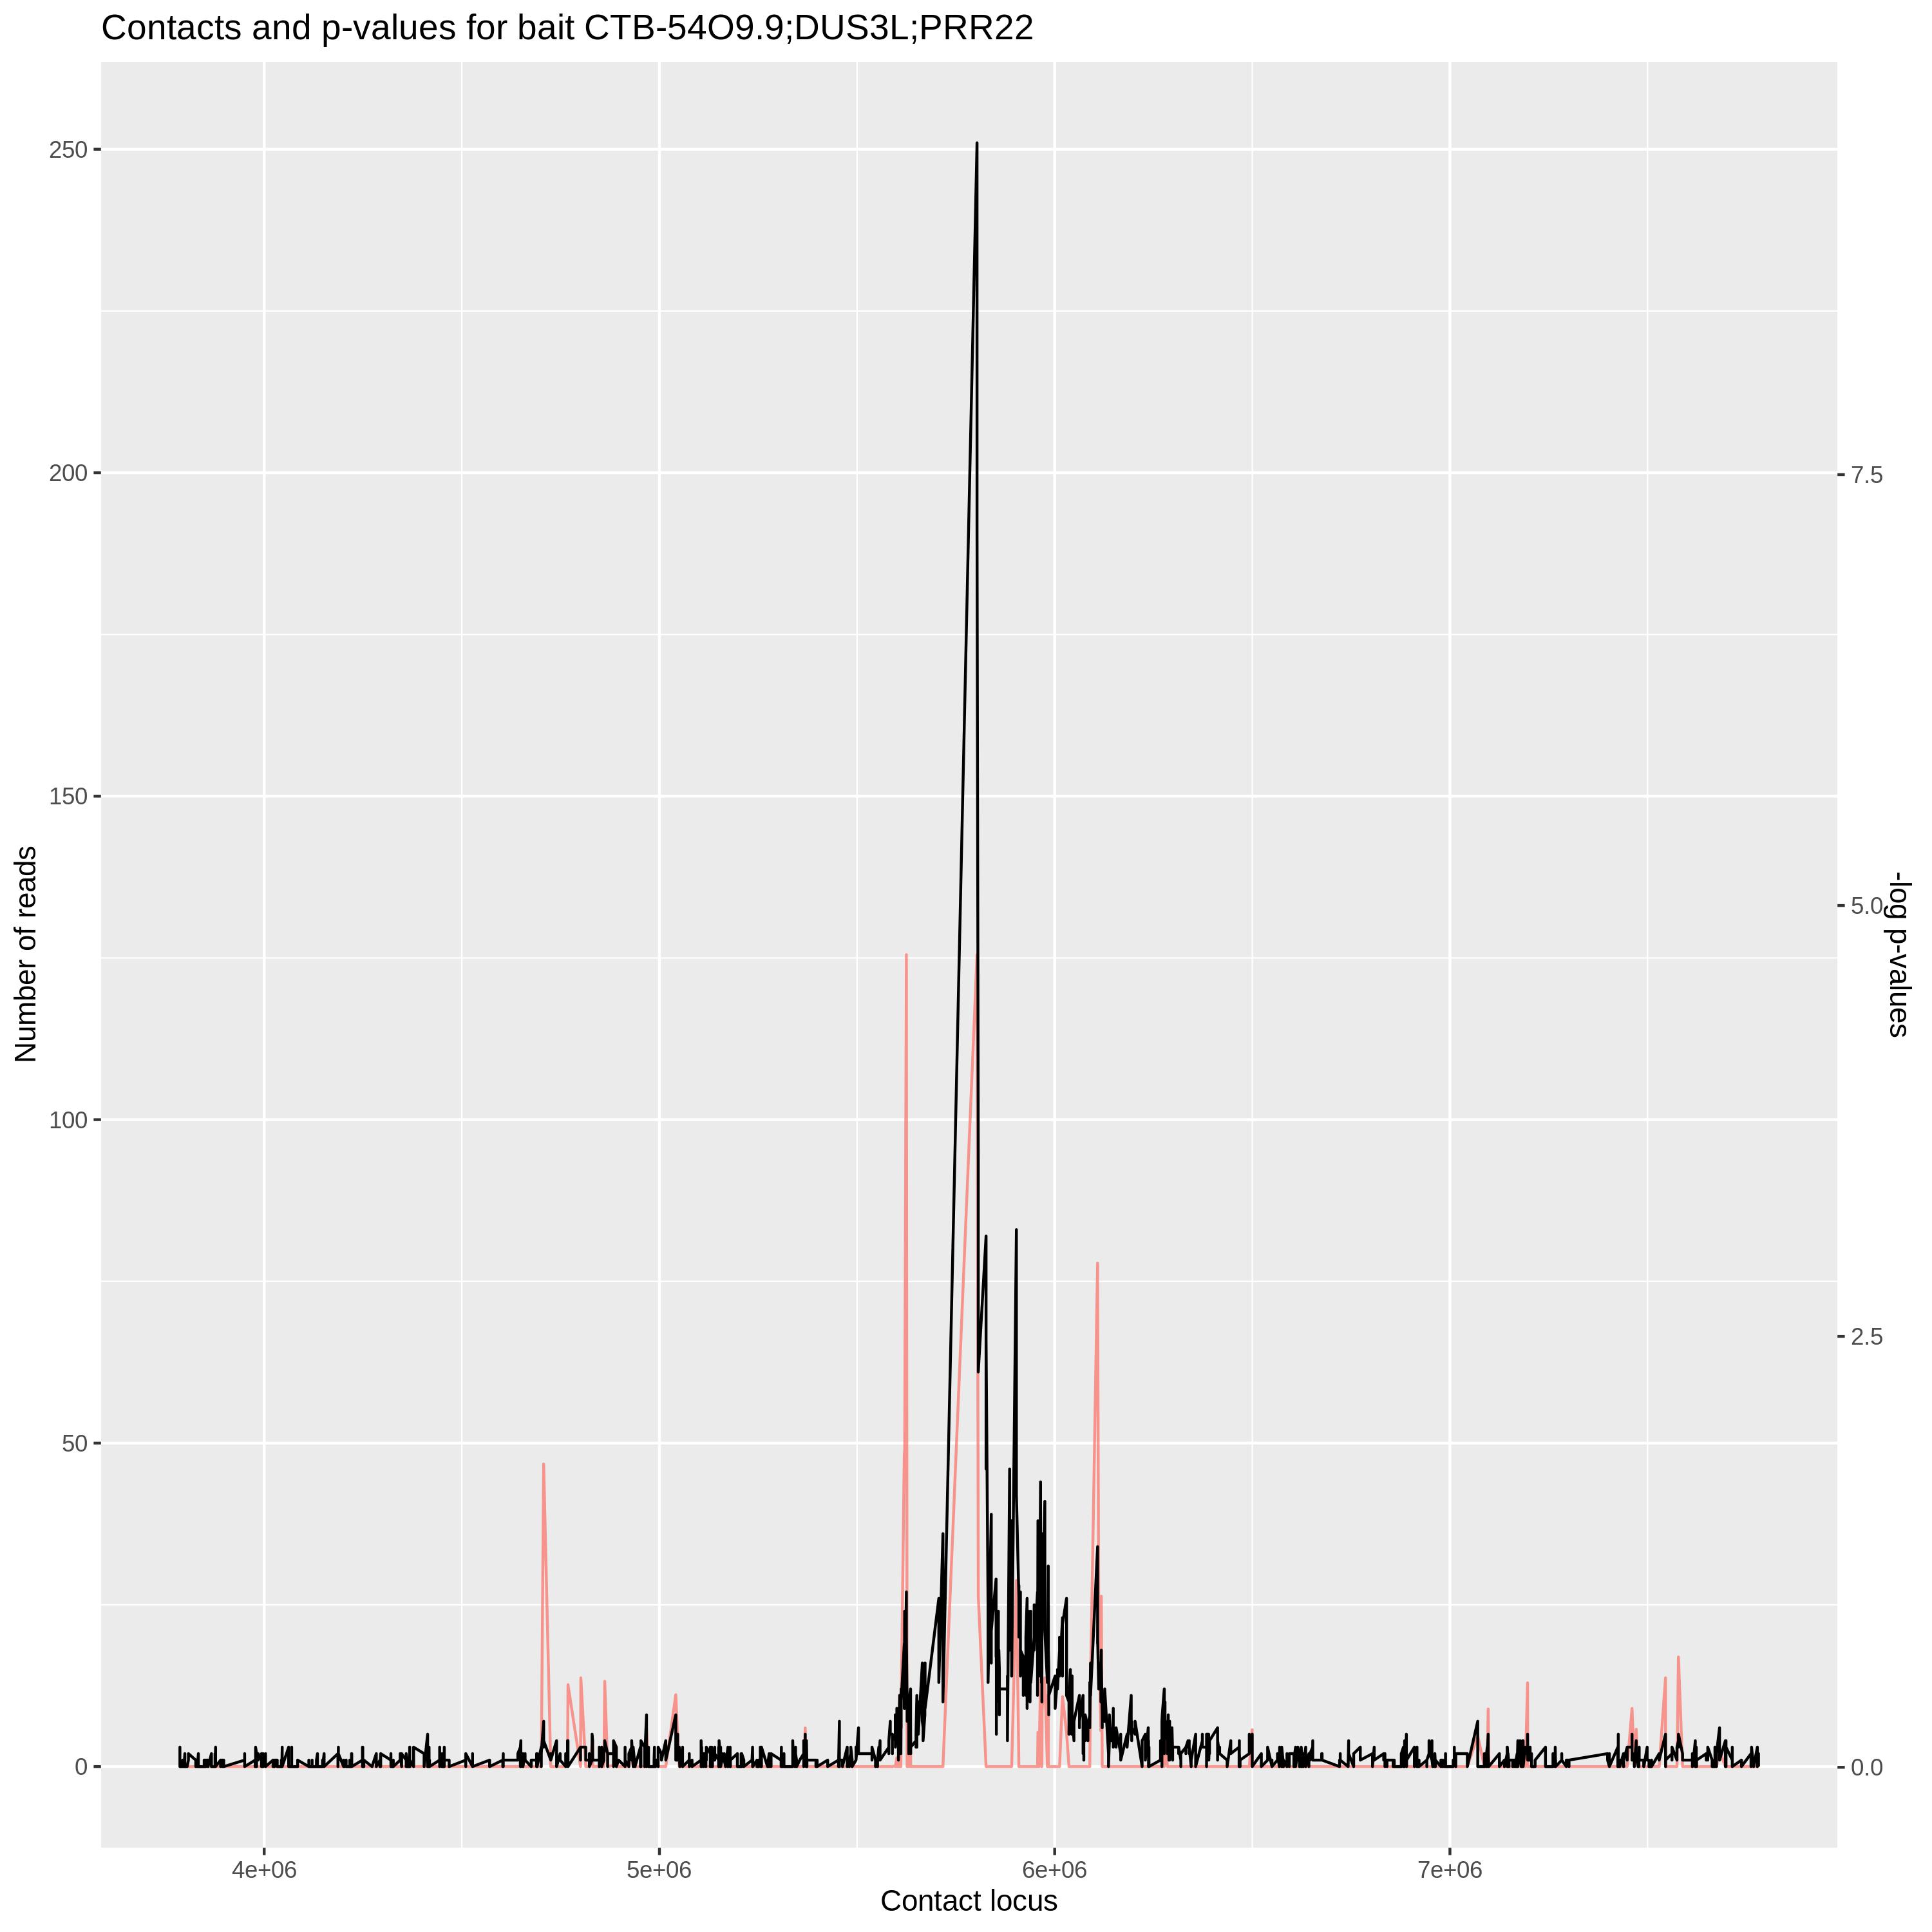 Contacts and p-values for bait CTB-54O9.9;DUS3L;PRR22
250
200
150
100
50
0
Number of reads
7.5
5.0
2.5
0.0
-log p-values
4e+06
5e+06
6e+06
7e+06
Contact locus